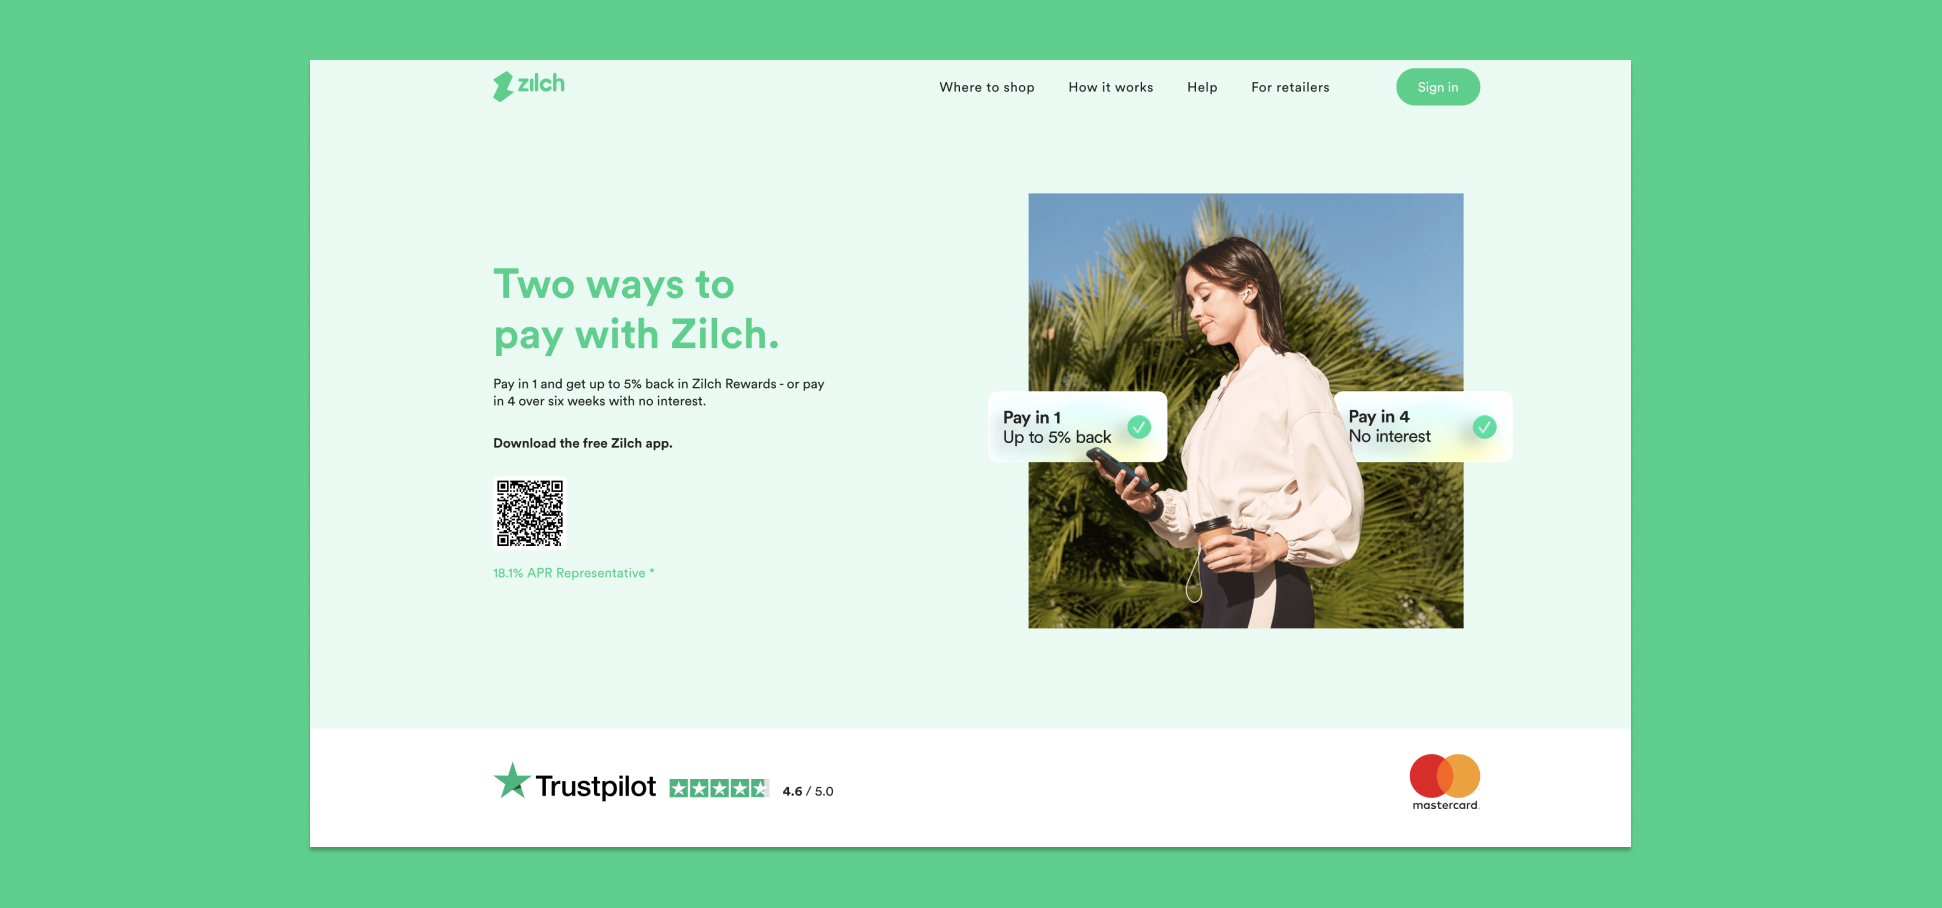 zilch
Where to shop
How it works
Help
For retailers
Sign in
Two ways to
pay with Zilch.
Pay in 1 and get up to 5% back in Zilch Rewards - or pay
in 4 over six weeks with no interest.
Download the free Zilch app.
18.1% APR Representative *
Pay in 1
Up to 5% back
Pay in 4
No interest
Trustpilot
4.6 / 5.0
mastercard.